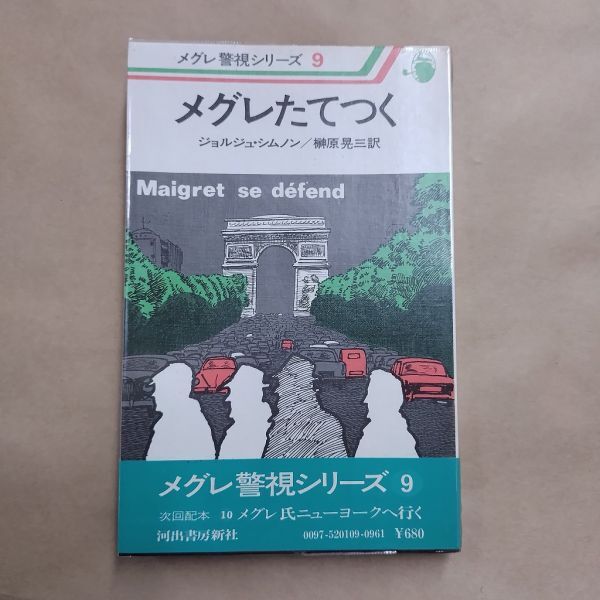 メグレ警視シリーズ 9
メグレたてつく
ジョルジュ・シムノン／榊原晃三訳
Maigret se défend
メグレ警視シリーズ 9
次回配本 10 メグレ氏ニューヨークへ行く
河出書房新社 0097-520109-0961 ¥680